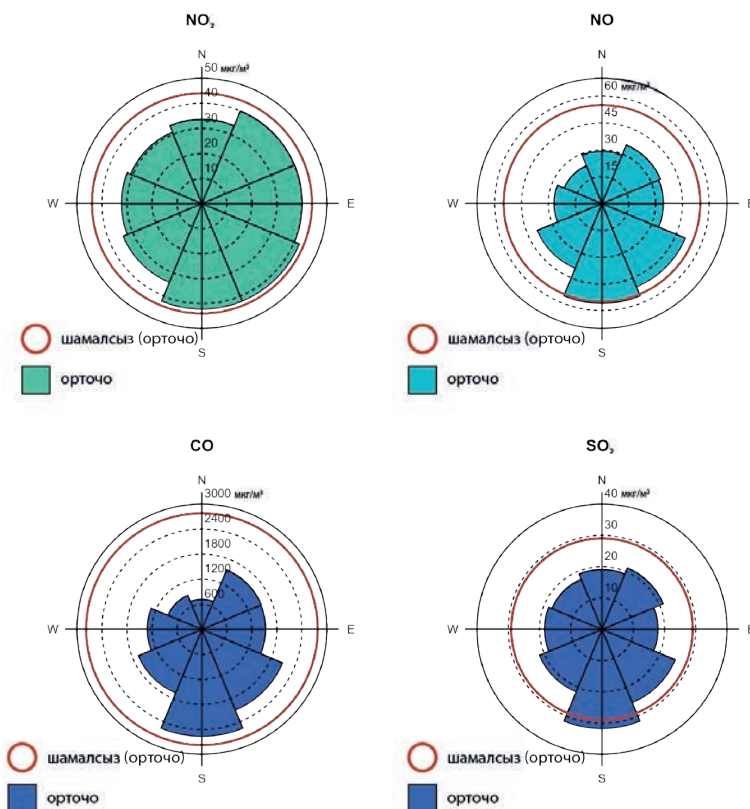 NO₂
N
50 мкг/м³
40
30
20
10
W
E
S
шамалсыз (орточо)
орточо
NO
N
60 мкг/м³
45
30
15
W
E
S
шамалсыз (орточо)
орточо
CO
N
3000 мкг/м³
2400
1800
1200
600
W
E
S
шамалсыз (орточо)
орточо
SO₂
N
40 мкг/м³
30
20
10
W
E
S
шамалсыз (орточо)
орточо